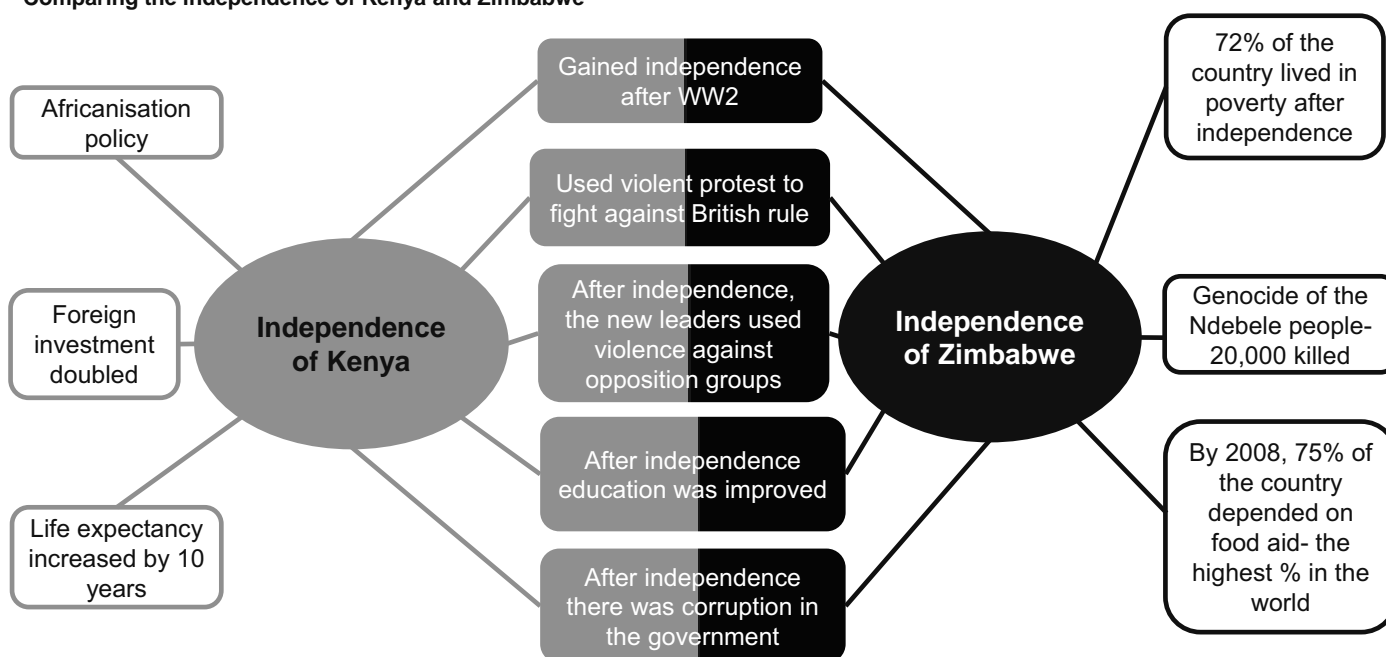 Comparing the Independence of Kenya and Zimbabwe
Africanisation
policy
Foreign
investment
doubled
Life expectancy
increased by 10
years
Independence
of Kenya
Gained independence
after WW2
Used violent protest to
fight against British rule
After independence,
the new leaders used
violence against
opposition groups
After independence
education was improved
After independence
there was corruption in
the government
Independence
of Zimbabwe
72% of the
country lived in
poverty after
independence
Genocide of the
Ndebele people-
20,000 killed
By 2008, 75% of
the country
depended on
food aid- the
highest % in the
world